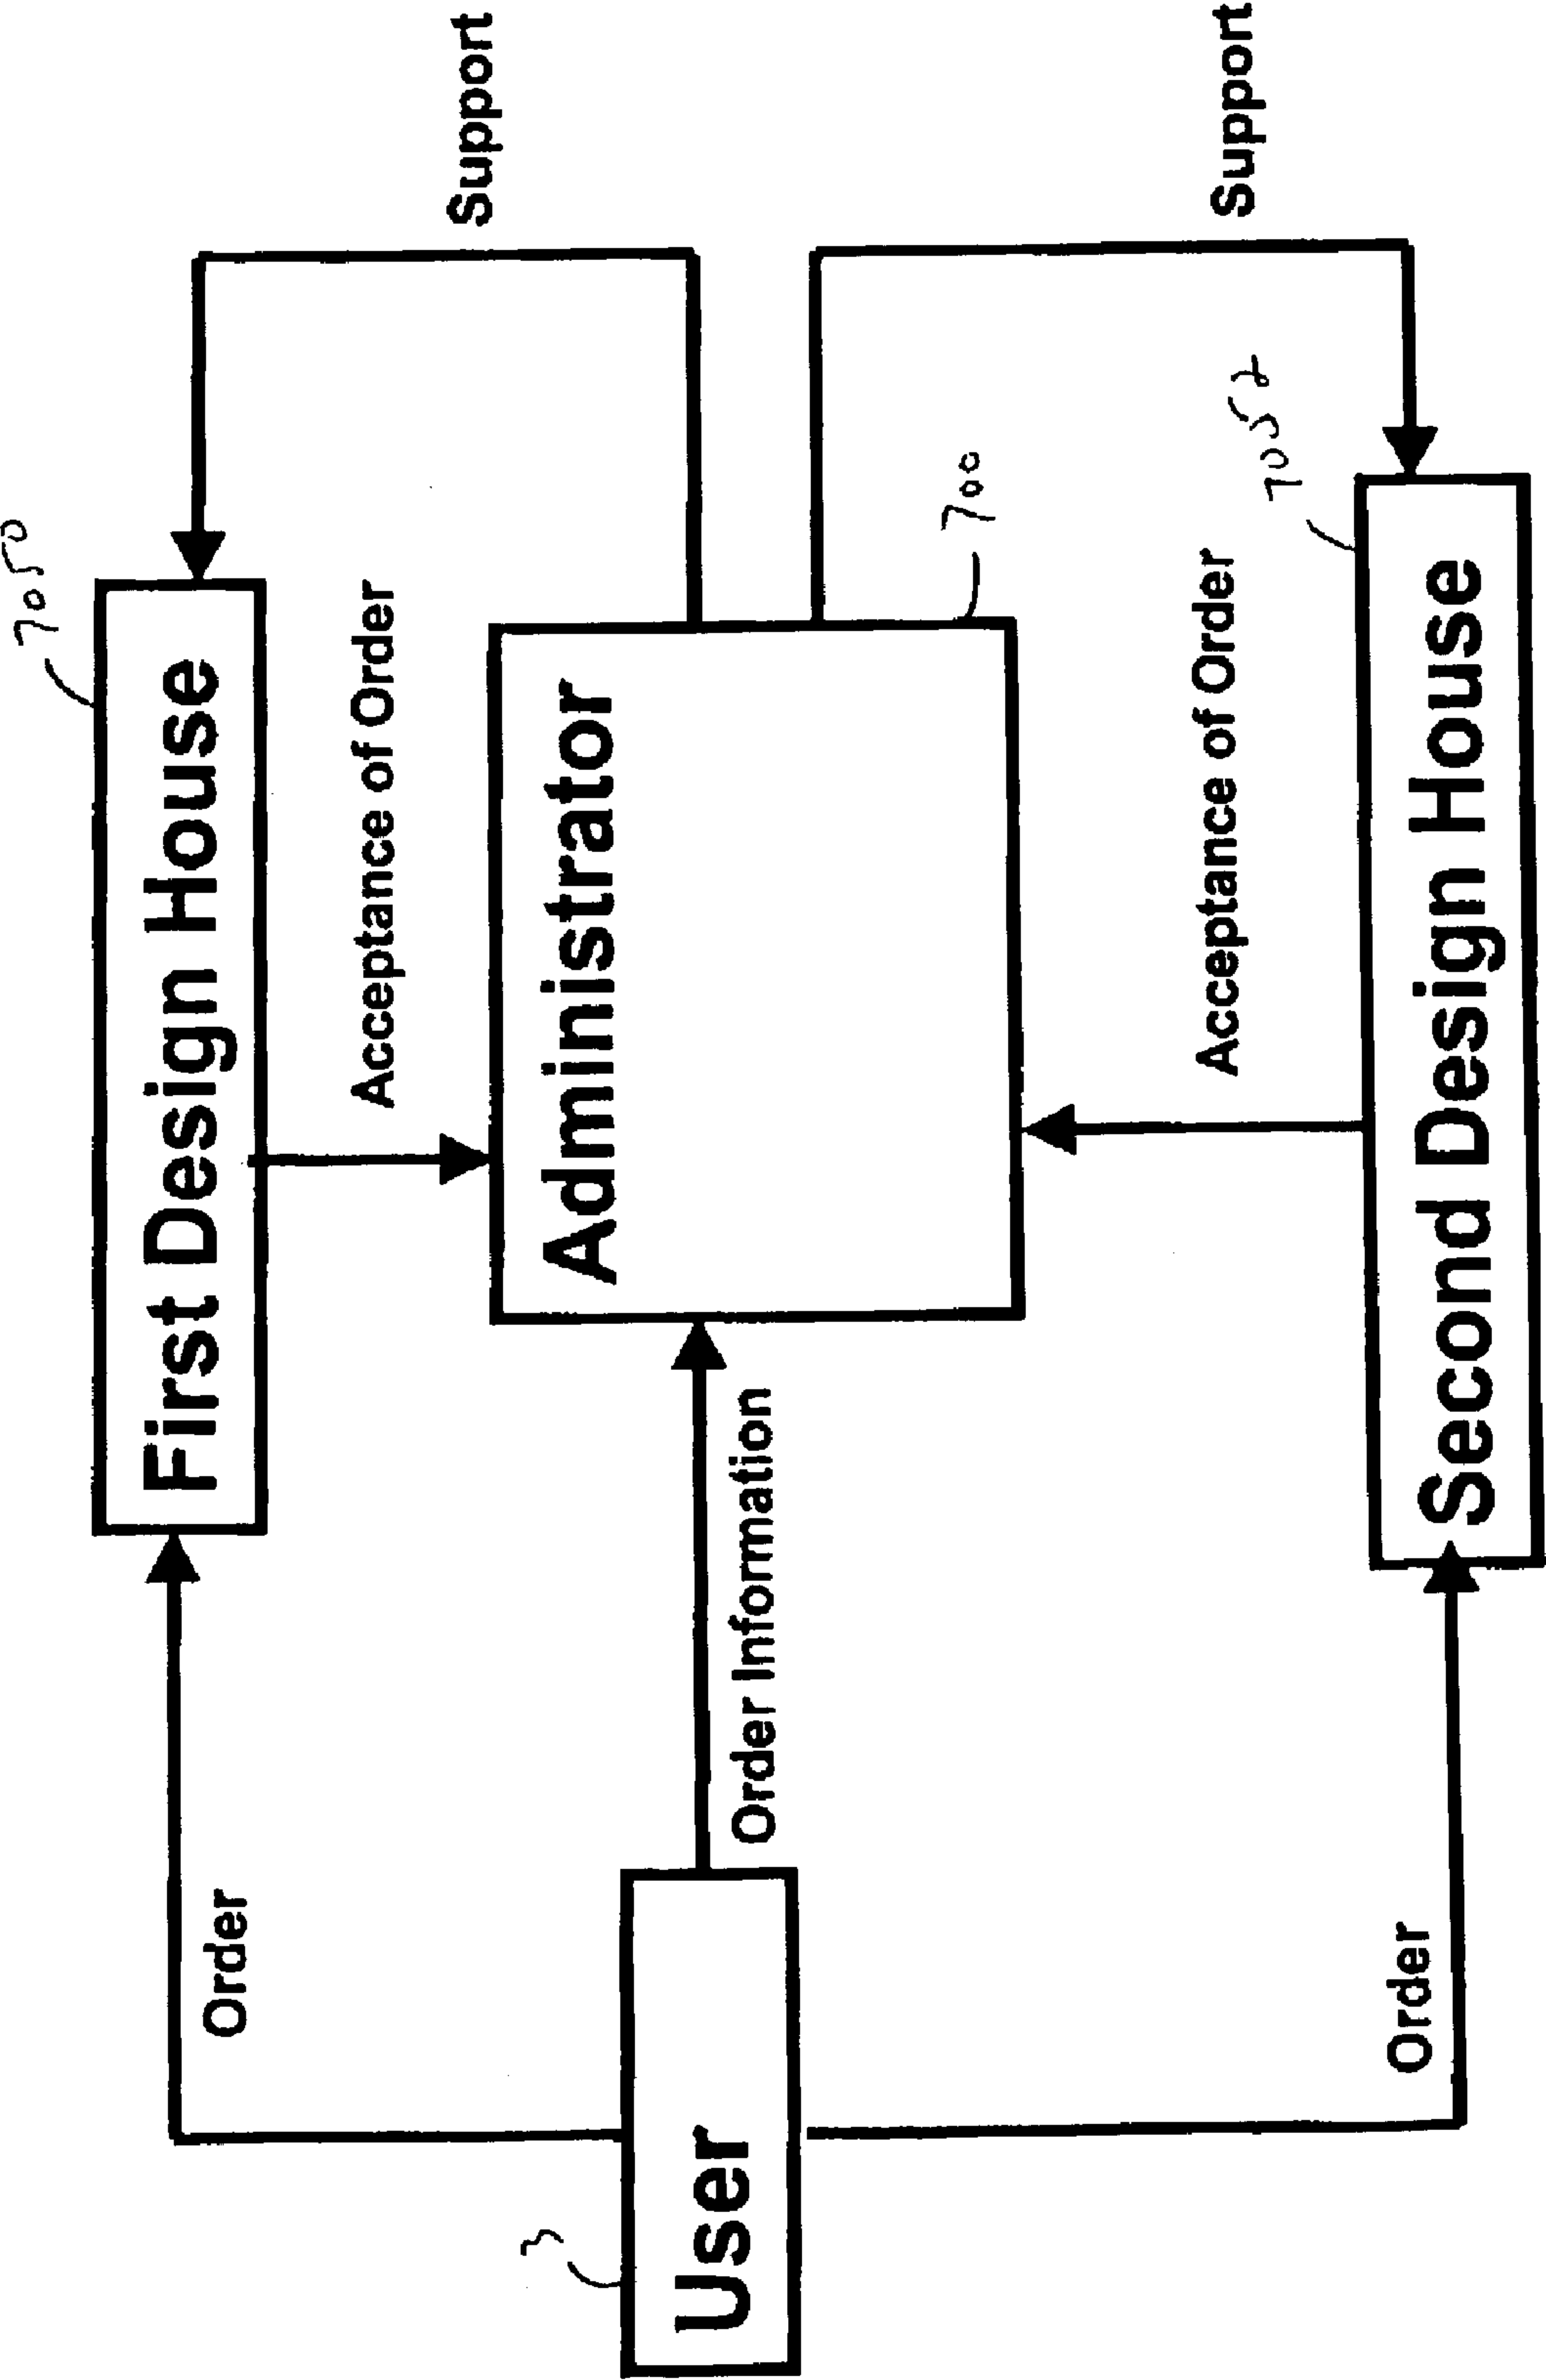 7050
First Design House
Order
Support
Acceptance of Order
3
User
Order Information
Administrator
700
Acceptance of Order
Support
7052
Order
Second Design House